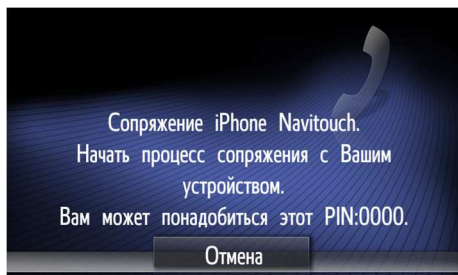 Сопряжение iPhone Navitouch.
Начать процесс сопряжения с Вашим
устройством.
Вам может понадобиться этот PIN:0000.
Отмена